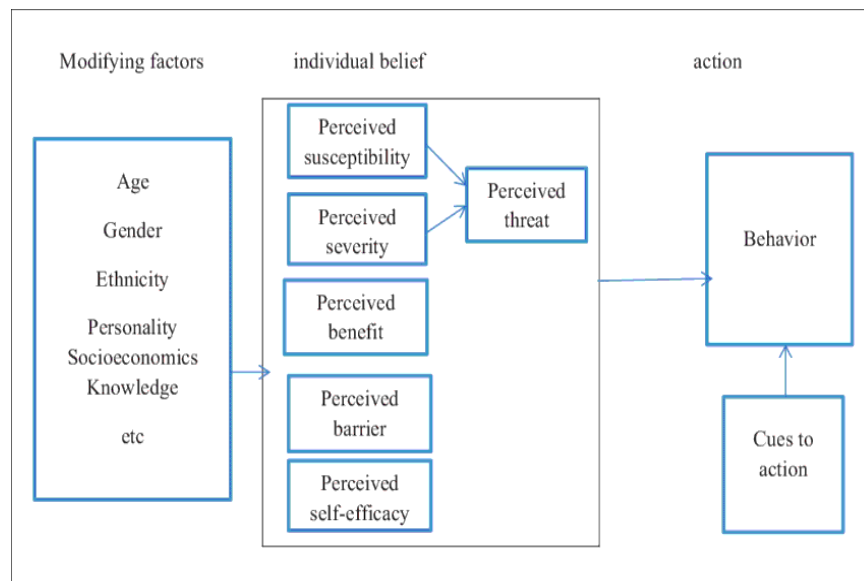 Modifying factors
individual belief
action
Age
Gender
Ethnicity
Personality
Socioeconomics
Knowledge
etc
Perceived
susceptibility
Perceived
severity
Perceived
threat
Perceived
benefit
Perceived
barrier
Perceived
self-efficacy
Behavior
Cues to
action